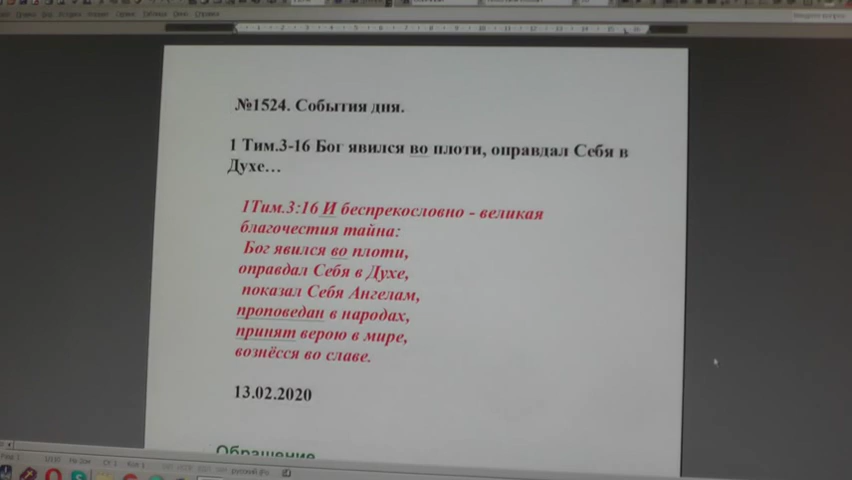 №1524. События дня.
1 Тим.3-16 Бог явился во плоти, оправдал Себя в
Духе...
1Тим.3:16 И беспрекословно - великая
благочестия тайна:
Бог явился во плоти,
оправдал Себя в Духе,
показал Себя Ангелам,
проповедан в народах,
принят верою в мире,
вознёсся во славе.
13.02.2020
Обращение